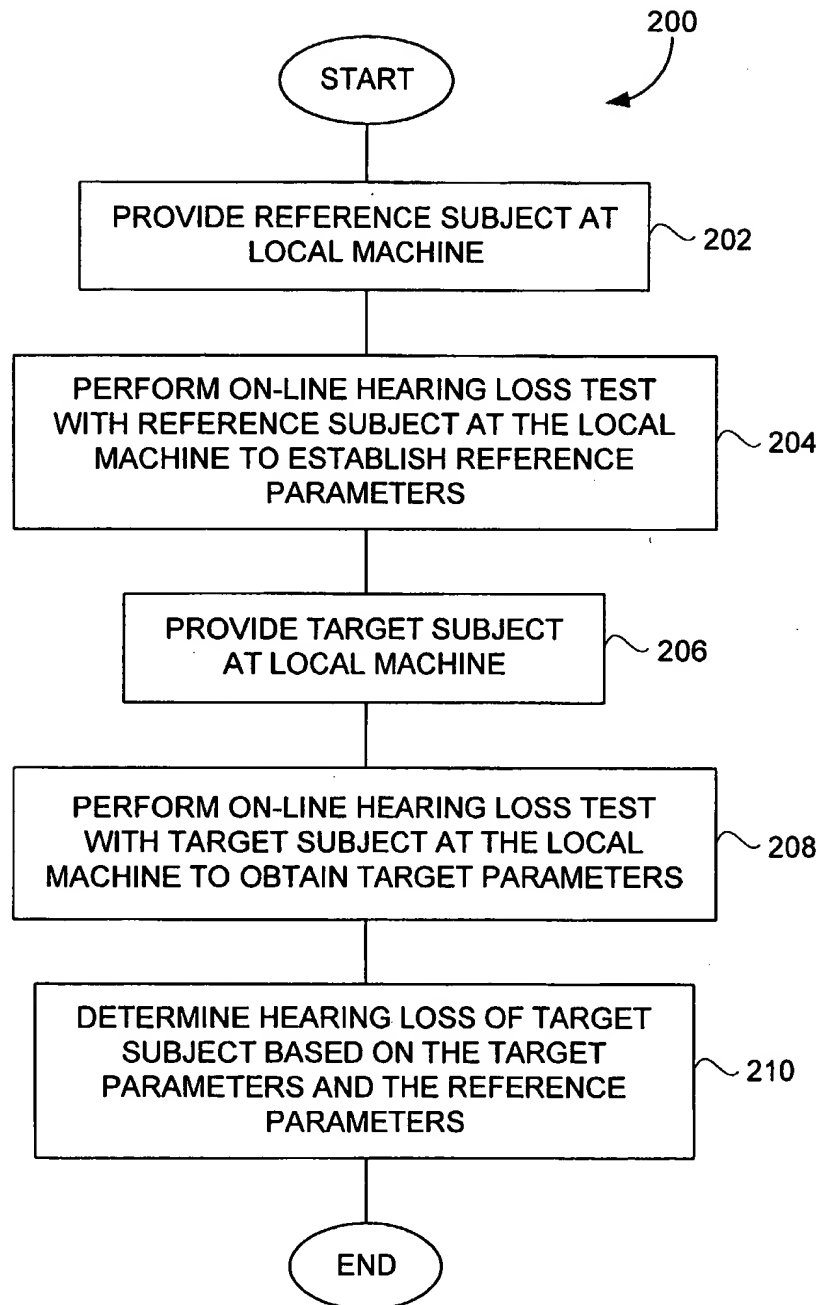 200
START
PROVIDE REFERENCE SUBJECT AT
LOCAL MACHINE
202
PERFORM ON-LINE HEARING LOSS TEST
WITH REFERENCE SUBJECT AT THE LOCAL
MACHINE TO ESTABLISH REFERENCE
PARAMETERS
204
PROVIDE TARGET SUBJECT
AT LOCAL MACHINE
206
PERFORM ON-LINE HEARING LOSS TEST
WITH TARGET SUBJECT AT THE LOCAL
MACHINE TO OBTAIN TARGET PARAMETERS
208
DETERMINE HEARING LOSS OF TARGET
SUBJECT BASED ON THE TARGET
PARAMETERS AND THE REFERENCE
PARAMETERS
210
END